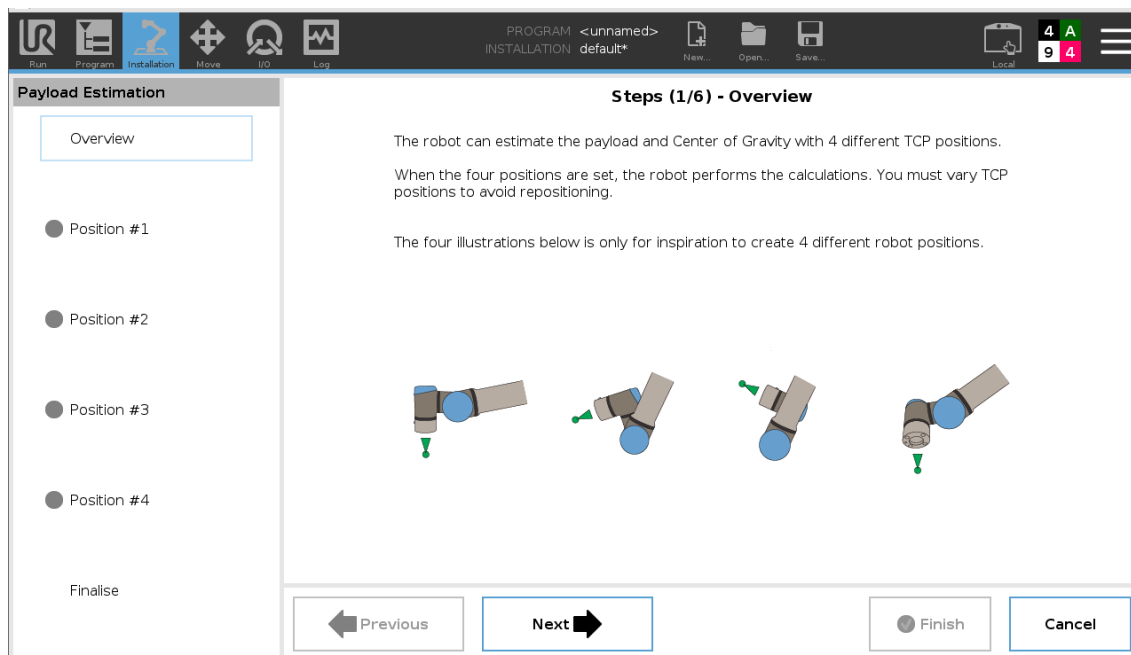 PROGRAM <unnamed>
INSTALLATION default*
Run
Program
Installation
Move
I/O
Log
New...
Open...
Save...
Local
4 A
9 4
Payload Estimation
Overview
Position #1
Position #2
Position #3
Position #4
Finalise
Steps (1/6) - Overview
The robot can estimate the payload and Center of Gravity with 4 different TCP positions.
When the four positions are set, the robot performs the calculations. You must vary TCP
positions to avoid repositioning.
The four illustrations below is only for inspiration to create 4 different robot positions.
Previous
Next
Finish
Cancel